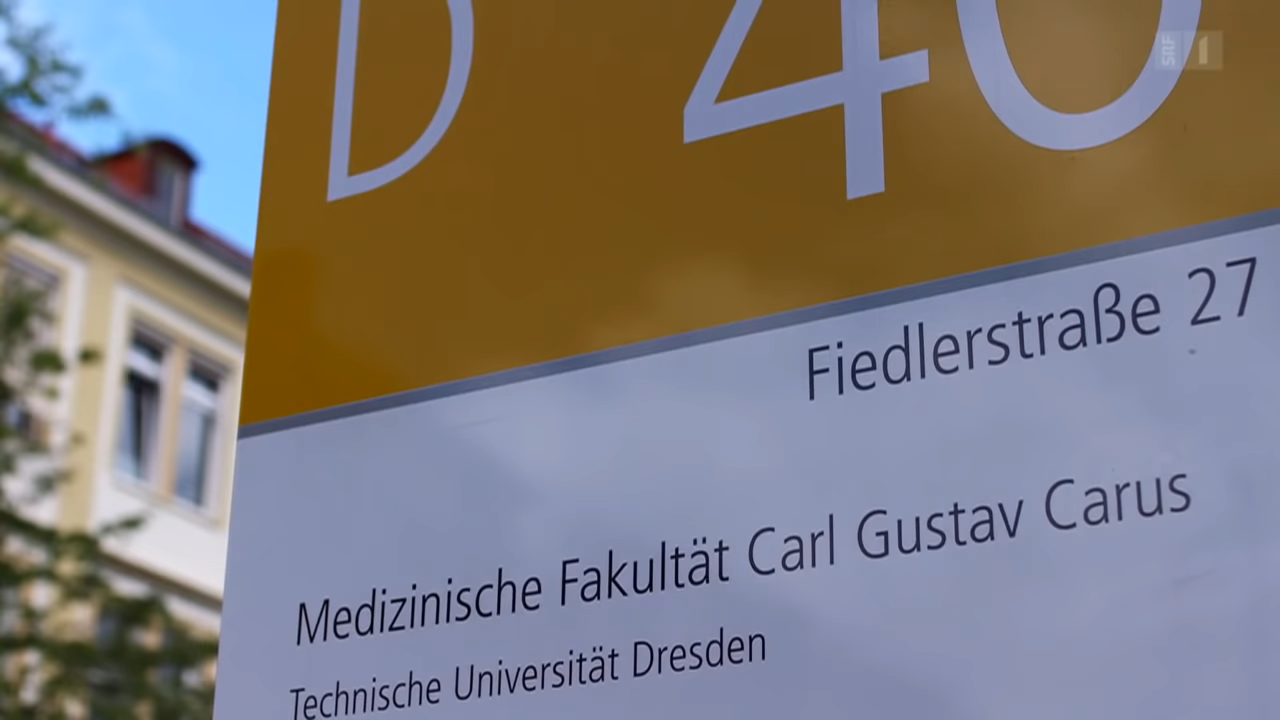 D 40
SRF 1
Fiedlerstraße 27
Medizinische Fakultät Carl Gustav Carus
Technische Universität Dresden